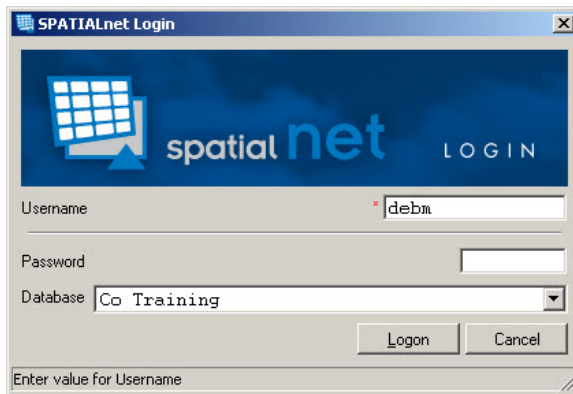 SPATIALnet Login
spatial net LOGIN
Username * debm
Password
Database Co Training
Logon Cancel
Enter value for Username